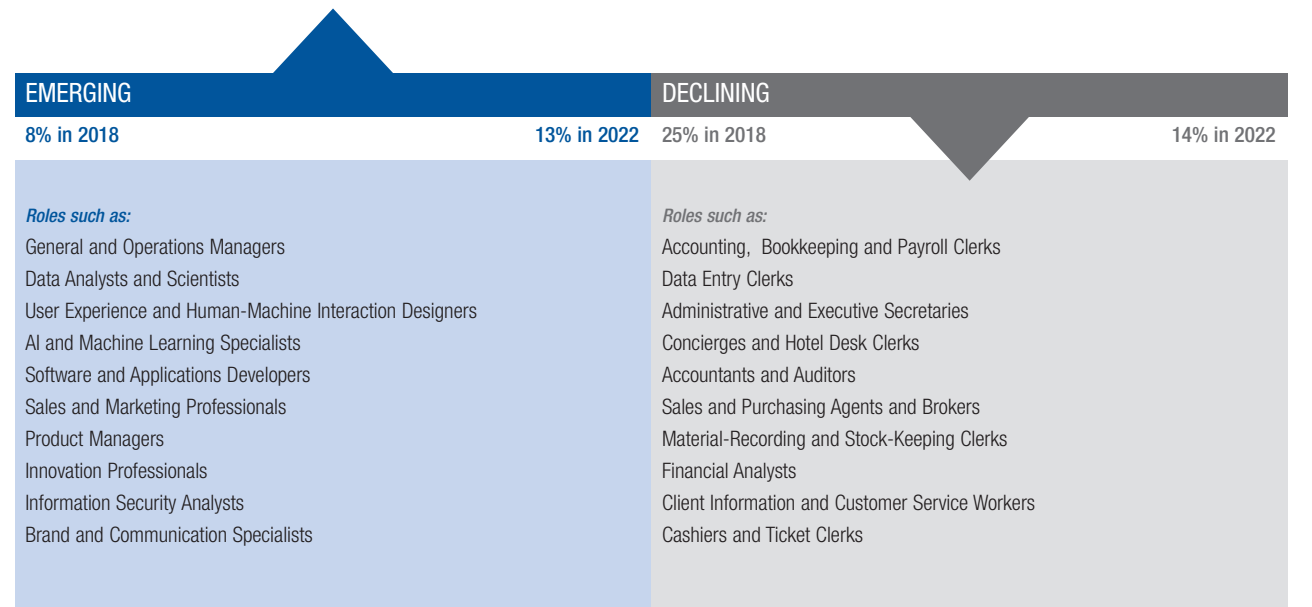 EMERGING
8% in 2018
13% in 2022
Roles such as:
General and Operations Managers
Data Analysts and Scientists
User Experience and Human-Machine Interaction Designers
AI and Machine Learning Specialists
Software and Applications Developers
Sales and Marketing Professionals
Product Managers
Innovation Professionals
Information Security Analysts
Brand and Communication Specialists
DECLINING
25% in 2018
14% in 2022
Roles such as:
Accounting, Bookkeeping and Payroll Clerks
Data Entry Clerks
Administrative and Executive Secretaries
Concierges and Hotel Desk Clerks
Accountants and Auditors
Sales and Purchasing Agents and Brokers
Material-Recording and Stock-Keeping Clerks
Financial Analysts
Client Information and Customer Service Workers
Cashiers and Ticket Clerks